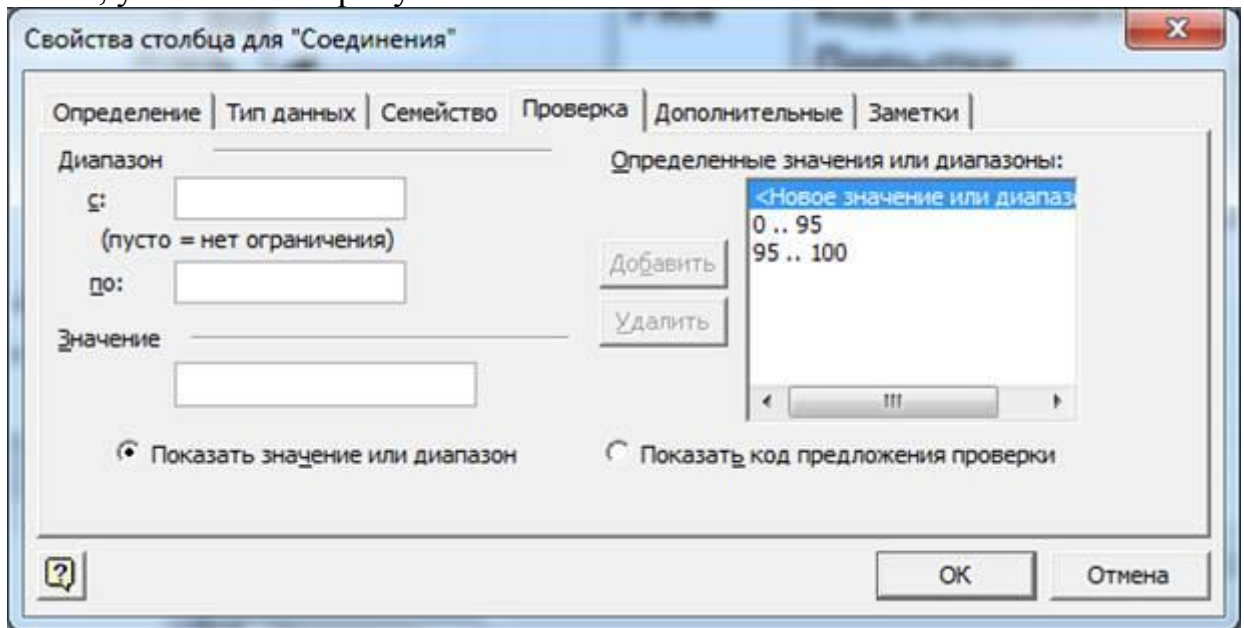 Свойства столбца для "Соединения"
Определение Тип данных Семейство Проверка Дополнительные Заметки
Диапазон
с:
(пусто = нет ограничения)
по:
Значение
Определенные значения или диапазоны:
<Новое значение или диапаз
0 .. 95
95 .. 100
Добавить
Удалить
Показать значение или диапазон
Показать код предложения проверки
ОК
Отмена